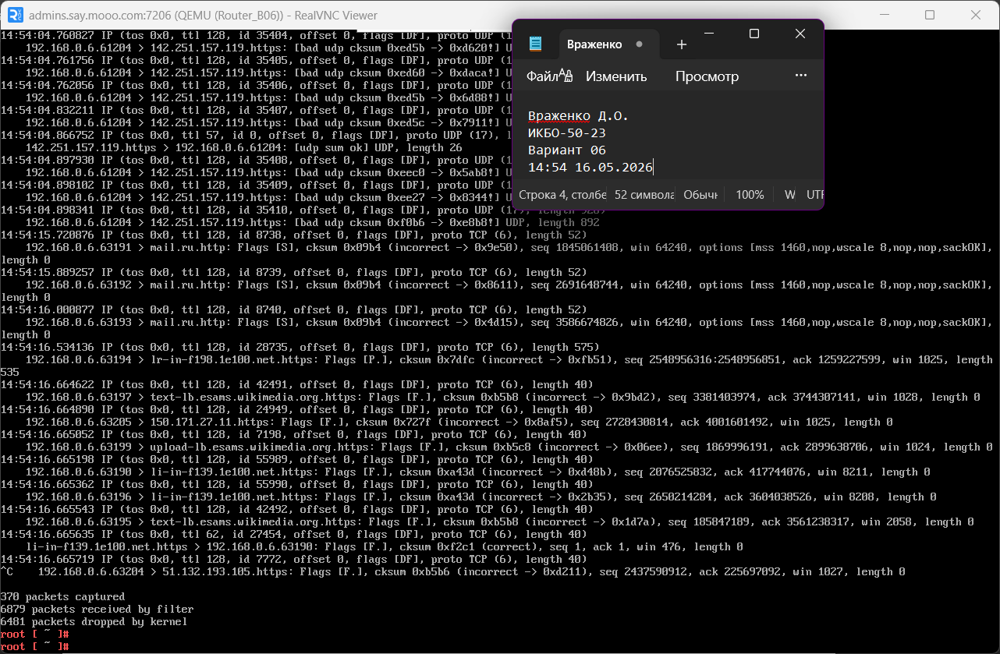 admins.say.mooo.com:7206 (QEMU (Router_B06)) - RealVNC Viewer
14:54:04.760827 IP (tos 0x0, ttl 128, id 35404, offset 0, flags [DF], proto UDP (1
192.168.0.6.61204 > 142.251.157.119.https: [bad udp cksum 0xed5b -> 0xd620!] U
14:54:04.761756 IP (tos 0x0, ttl 128, id 35405, offset 0, flags [DF], proto UDP (1
192.168.0.6.61204 > 142.251.157.119.https: [bad udp cksum 0xed60 -> 0xdaca!] U
14:54:04.762056 IP (tos 0x0, ttl 128, id 35406, offset 0, flags [DF], proto UDP (1
192.168.0.6.61204 > 142.251.157.119.https: [bad udp cksum 0xed5b -> 0x6d88!] U
14:54:04.832211 IP (tos 0x0, ttl 128, id 35407, offset 0, flags [DF], proto UDP (1
192.168.0.6.61204 > 142.251.157.119.https: [bad udp cksum 0xed5c -> 0x7911!] U
14:54:04.866752 IP (tos 0x0, ttl 57, id 0, offset 0, flags [DF], proto UDP (17), l
142.251.157.119.https > 192.168.0.6.61204: [udp sum ok] UDP, length 26
14:54:04.897930 IP (tos 0x0, ttl 128, id 35408, offset 0, flags [DF], proto UDP (1
192.168.0.6.61204 > 142.251.157.119.https: [bad udp cksum 0xeec0 -> 0x5ab8!] U
14:54:04.898102 IP (tos 0x0, ttl 128, id 35409, offset 0, flags [DF], proto UDP (1
192.168.0.6.61204 > 142.251.157.119.https: [bad udp cksum 0xee27 -> 0x8344!] U
14:54:04.898341 IP (tos 0x0, ttl 128, id 35410, offset 0, flags [DF], proto UDP (17), length 920)
192.168.0.6.61204 > 142.251.157.119.https: [bad udp cksum 0xf0b6 -> 0xe8b8!] UDP, length 892
14:54:15.720876 IP (tos 0x0, ttl 128, id 8738, offset 0, flags [DF], proto TCP (6), length 52)
192.168.0.6.63191 > mail.ru.http: Flags [S], cksum 0x09b4 (incorrect -> 0x9e50), seq 1845061408, win 64240, options [mss 1460,nop,wscale 8,nop,nop,sackOK],
length 0
14:54:15.889257 IP (tos 0x0, ttl 128, id 8739, offset 0, flags [DF], proto TCP (6), length 52)
192.168.0.6.63192 > mail.ru.http: Flags [S], cksum 0x09b4 (incorrect -> 0x8611), seq 2691648744, win 64240, options [mss 1460,nop,wscale 8,nop,nop,sackOK],
length 0
14:54:16.000877 IP (tos 0x0, ttl 128, id 8740, offset 0, flags [DF], proto TCP (6), length 52)
192.168.0.6.63193 > mail.ru.http: Flags [S], cksum 0x09b4 (incorrect -> 0x4d15), seq 3586674826, win 64240, options [mss 1460,nop,wscale 8,nop,nop,sackOK],
length 0
14:54:16.534136 IP (tos 0x0, ttl 128, id 28735, offset 0, flags [DF], proto TCP (6), length 575)
192.168.0.6.63194 > lr-in-f198.1e100.net.https: Flags [P.], cksum 0x7dfc (incorrect -> 0xfb51), seq 2548956316:2548956851, ack 1259227599, win 1025, length
535
14:54:16.664622 IP (tos 0x0, ttl 128, id 42491, offset 0, flags [DF], proto TCP (6), length 40)
192.168.0.6.63197 > text-lb.esams.wikimedia.org.https: Flags [F.], cksum 0xb5b8 (incorrect -> 0x9bd2), seq 3381403974, ack 3744307141, win 1028, length 0
14:54:16.664890 IP (tos 0x0, ttl 128, id 24949, offset 0, flags [DF], proto TCP (6), length 40)
192.168.0.6.63205 > 150.171.27.11.https: Flags [F.], cksum 0x727f (incorrect -> 0x8af5), seq 2728430814, ack 4001601492, win 1025, length 0
14:54:16.665052 IP (tos 0x0, ttl 128, id 7198, offset 0, flags [DF], proto TCP (6), length 40)
192.168.0.6.63199 > upload-lb.esams.wikimedia.org.https: Flags [F.], cksum 0xb5c8 (incorrect -> 0x06ee), seq 1869996191, ack 2899638706, win 1024, length 0
14:54:16.665198 IP (tos 0x0, ttl 128, id 55989, offset 0, flags [DF], proto TCP (6), length 40)
192.168.0.6.63190 > li-in-f139.1e100.net.https: Flags [F.], cksum 0xa43d (incorrect -> 0xd48b), seq 2076525832, ack 417744076, win 8211, length 0
14:54:16.665362 IP (tos 0x0, ttl 128, id 55990, offset 0, flags [DF], proto TCP (6), length 40)
192.168.0.6.63196 > li-in-f139.1e100.net.https: Flags [F.], cksum 0xa43d (incorrect -> 0x2b35), seq 2650214284, ack 3604038526, win 8208, length 0
14:54:16.665543 IP (tos 0x0, ttl 128, id 42492, offset 0, flags [DF], proto TCP (6), length 40)
192.168.0.6.63195 > text-lb.esams.wikimedia.org.https: Flags [F.], cksum 0xb5b8 (incorrect -> 0x1d7a), seq 185847189, ack 3561238317, win 2058, length 0
14:54:16.665635 IP (tos 0x0, ttl 62, id 27454, offset 0, flags [DF], proto TCP (6), length 40)
li-in-f139.1e100.net.https > 192.168.0.6.63190: Flags [F.], cksum 0xf2c1 (correct), seq 1, ack 1, win 476, length 0
14:54:16.665719 IP (tos 0x0, ttl 128, id 7772, offset 0, flags [DF], proto TCP (6), length 40)
^C    192.168.0.6.63204 > 51.132.193.105.https: Flags [F.], cksum 0xb5b6 (incorrect -> 0xd211), seq 2437590912, ack 225697092, win 1027, length 0
370 packets captured
6879 packets received by filter
6481 packets dropped by kernel
root [ ~ ]#
root [ ~ ]#
Враженко
Файл Изменить Просмотр
Враженко Д.О.
ИКБО-50-23
Вариант 06
14:54 16.05.2026
Строка 4, столбе 52 символа Обычн 100% W UTF